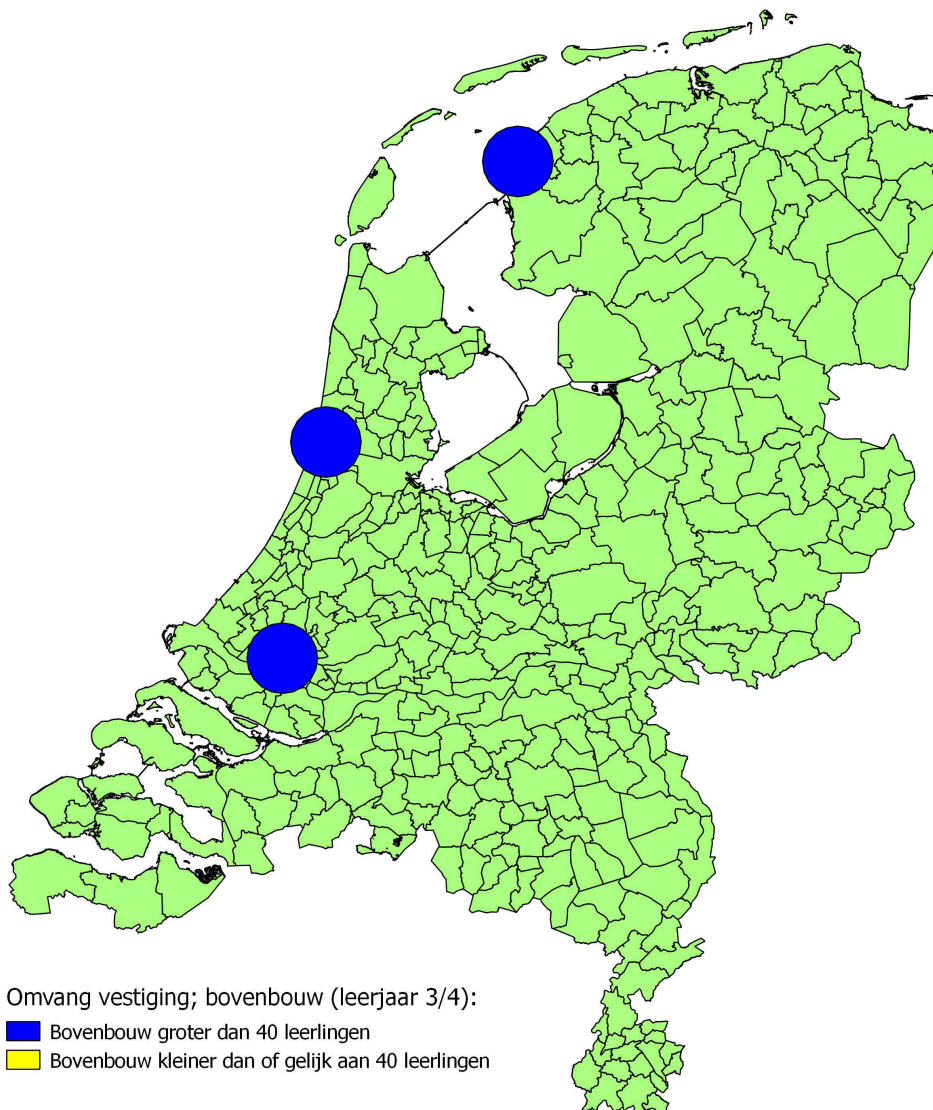 Omvang vestiging; bovenbouw (leerjaar 3/4):
Bovenbouw groter dan 40 leerlingen
Bovenbouw kleiner dan of gelijk aan 40 leerlingen